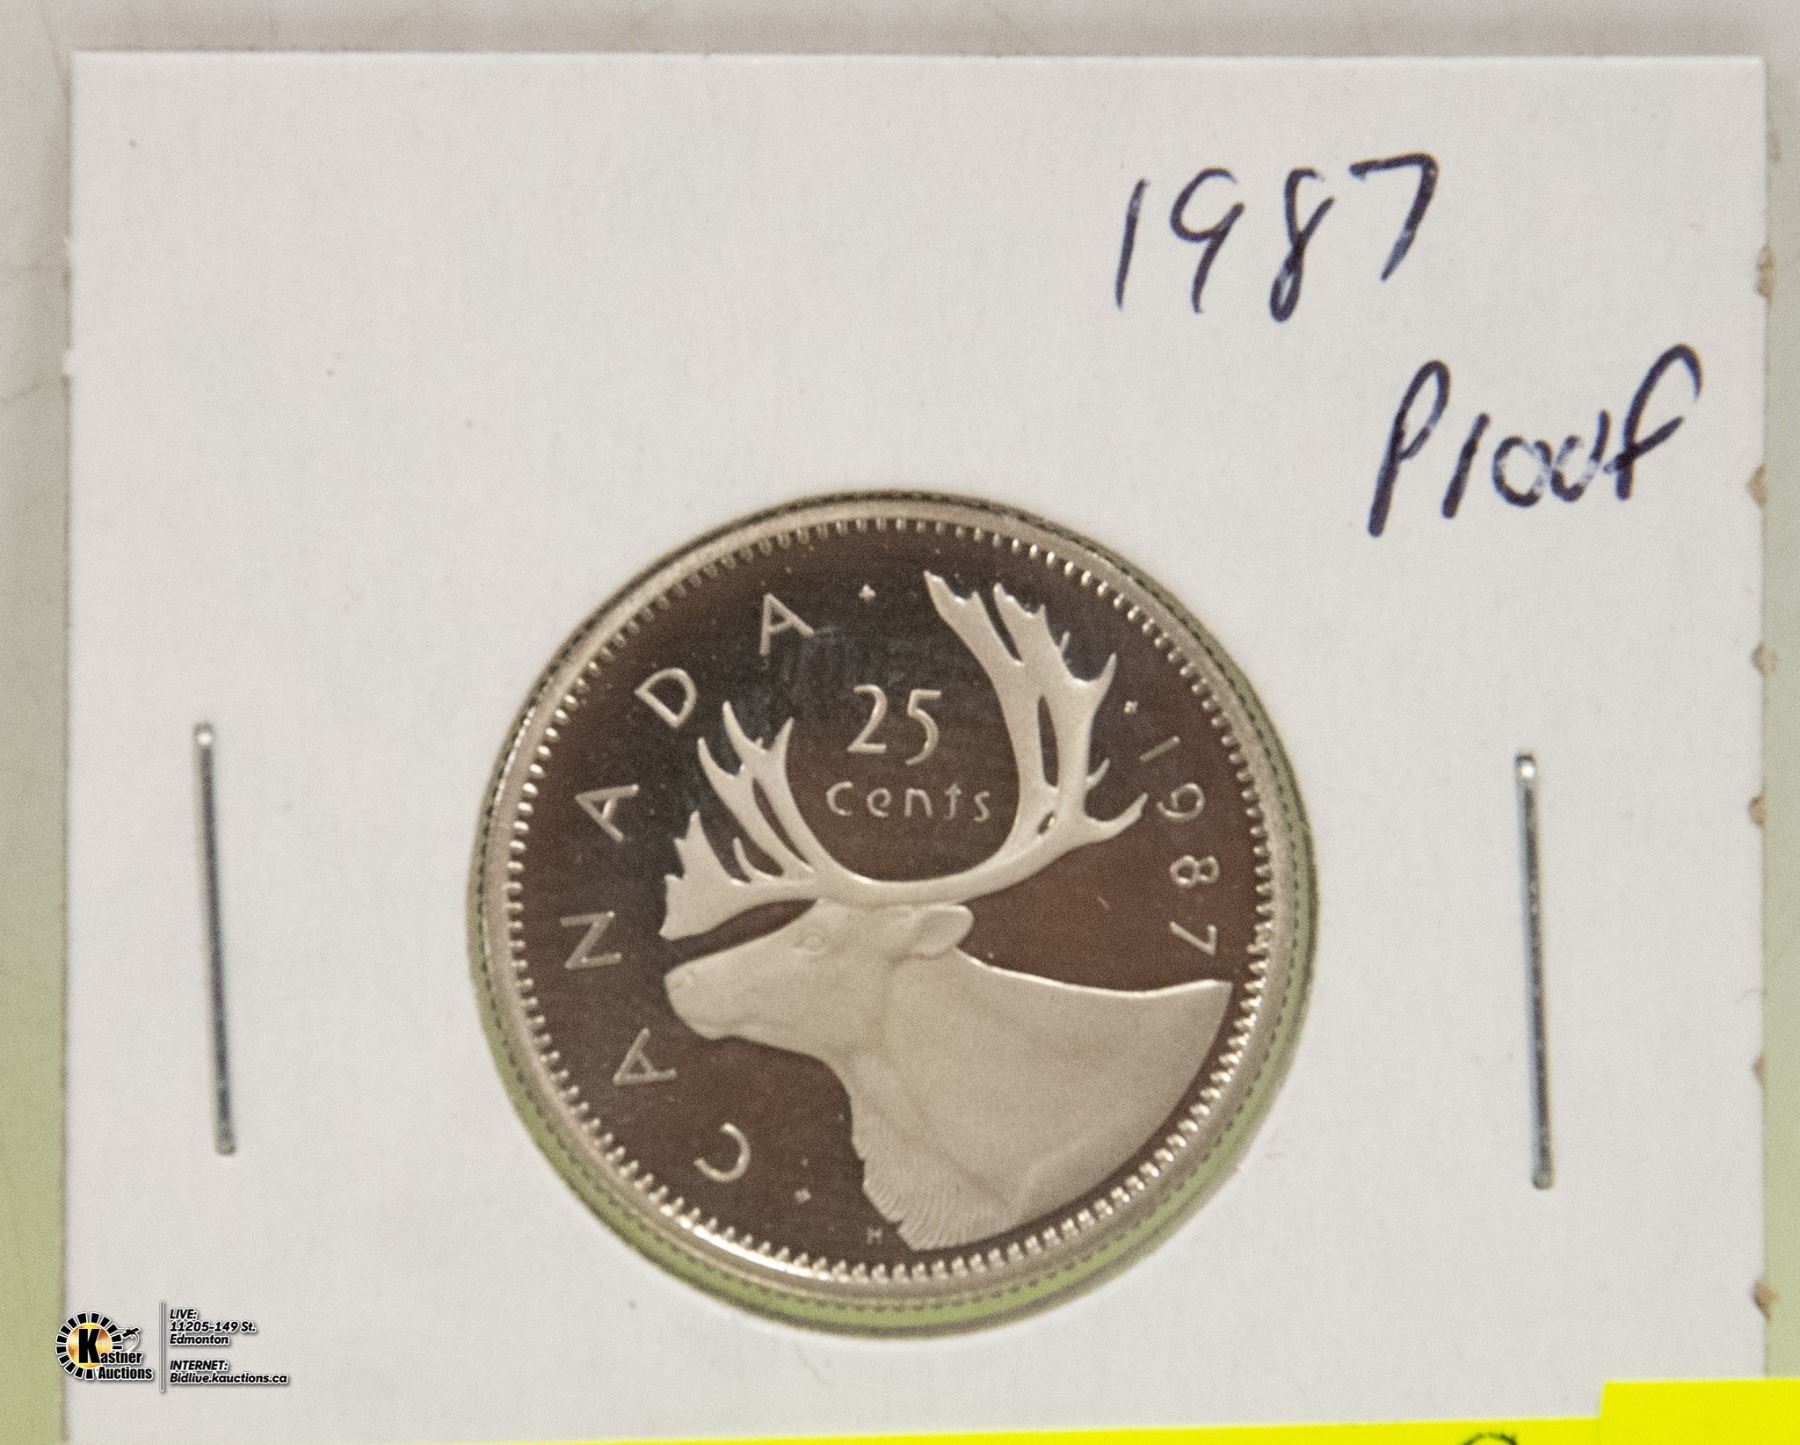 1987
Proof
CANADA
25
cents
1987
H
Kastner
Auctions
LIVE:
11205-149 St.
Edmonton
INTERNET:
Bidlive.kauctions.ca